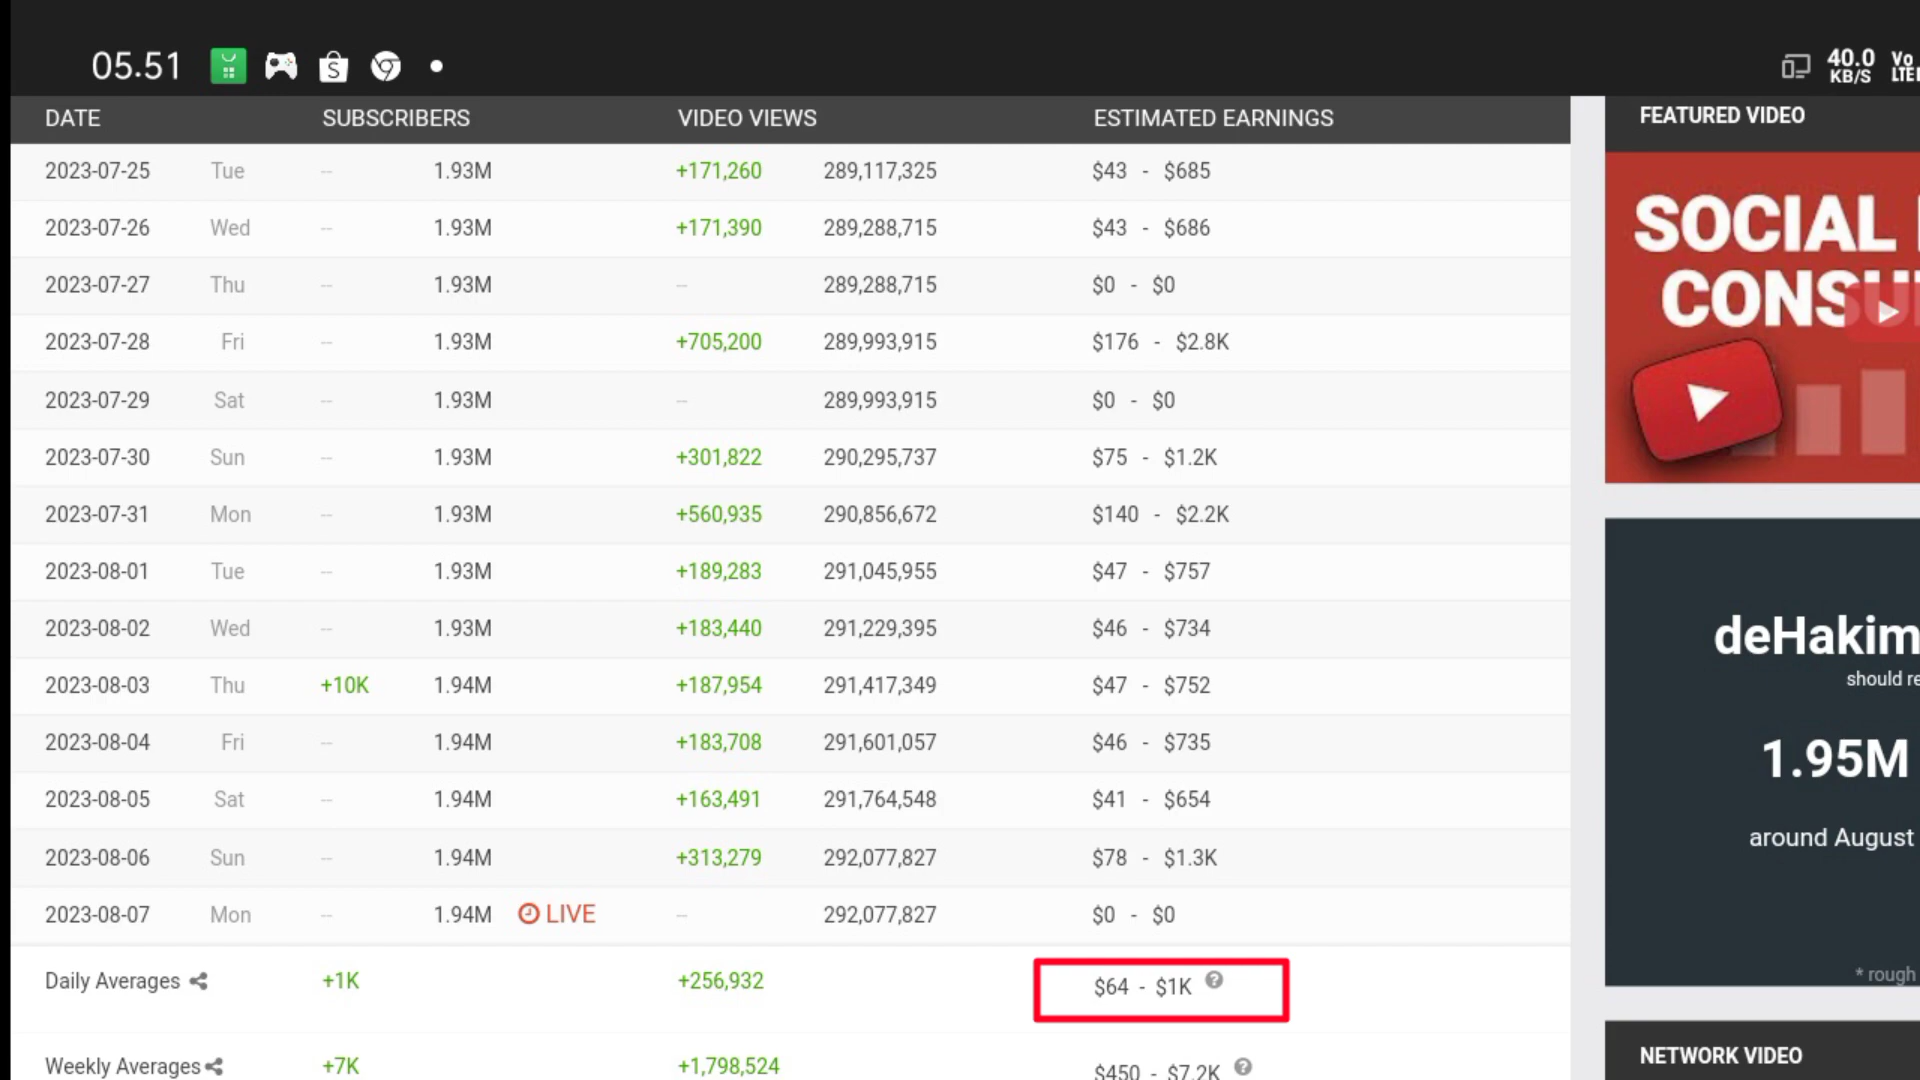 05.51
40.0 KB/S Vo LTE
DATE SUBSCRIBERS VIDEO VIEWS ESTIMATED EARNINGS
2023-07-25 Tue -- 1.93M +171,260 289,117,325 $43 - $685
2023-07-26 Wed -- 1.93M +171,390 289,288,715 $43 - $686
2023-07-27 Thu -- 1.93M -- 289,288,715 $0 - $0
2023-07-28 Fri -- 1.93M +705,200 289,993,915 $176 - $2.8K
2023-07-29 Sat -- 1.93M -- 289,993,915 $0 - $0
2023-07-30 Sun -- 1.93M +301,822 290,295,737 $75 - $1.2K
2023-07-31 Mon -- 1.93M +560,935 290,856,672 $140 - $2.2K
2023-08-01 Tue -- 1.93M +189,283 291,045,955 $47 - $757
2023-08-02 Wed -- 1.93M +183,440 291,229,395 $46 - $734
2023-08-03 Thu +10K 1.94M +187,954 291,417,349 $47 - $752
2023-08-04 Fri -- 1.94M +183,708 291,601,057 $46 - $735
2023-08-05 Sat -- 1.94M +163,491 291,764,548 $41 - $654
2023-08-06 Sun -- 1.94M +313,279 292,077,827 $78 - $1.3K
2023-08-07 Mon -- 1.94M LIVE -- 292,077,827 $0 - $0
Daily Averages +1K +256,932 $64 - $1K
Weekly Averages +7K +1,798,524 $450 - $7.2K
FEATURED VIDEO
SOCIAL
CONSU
deHakim
should re
1.95M
around August
* rough
NETWORK VIDEO